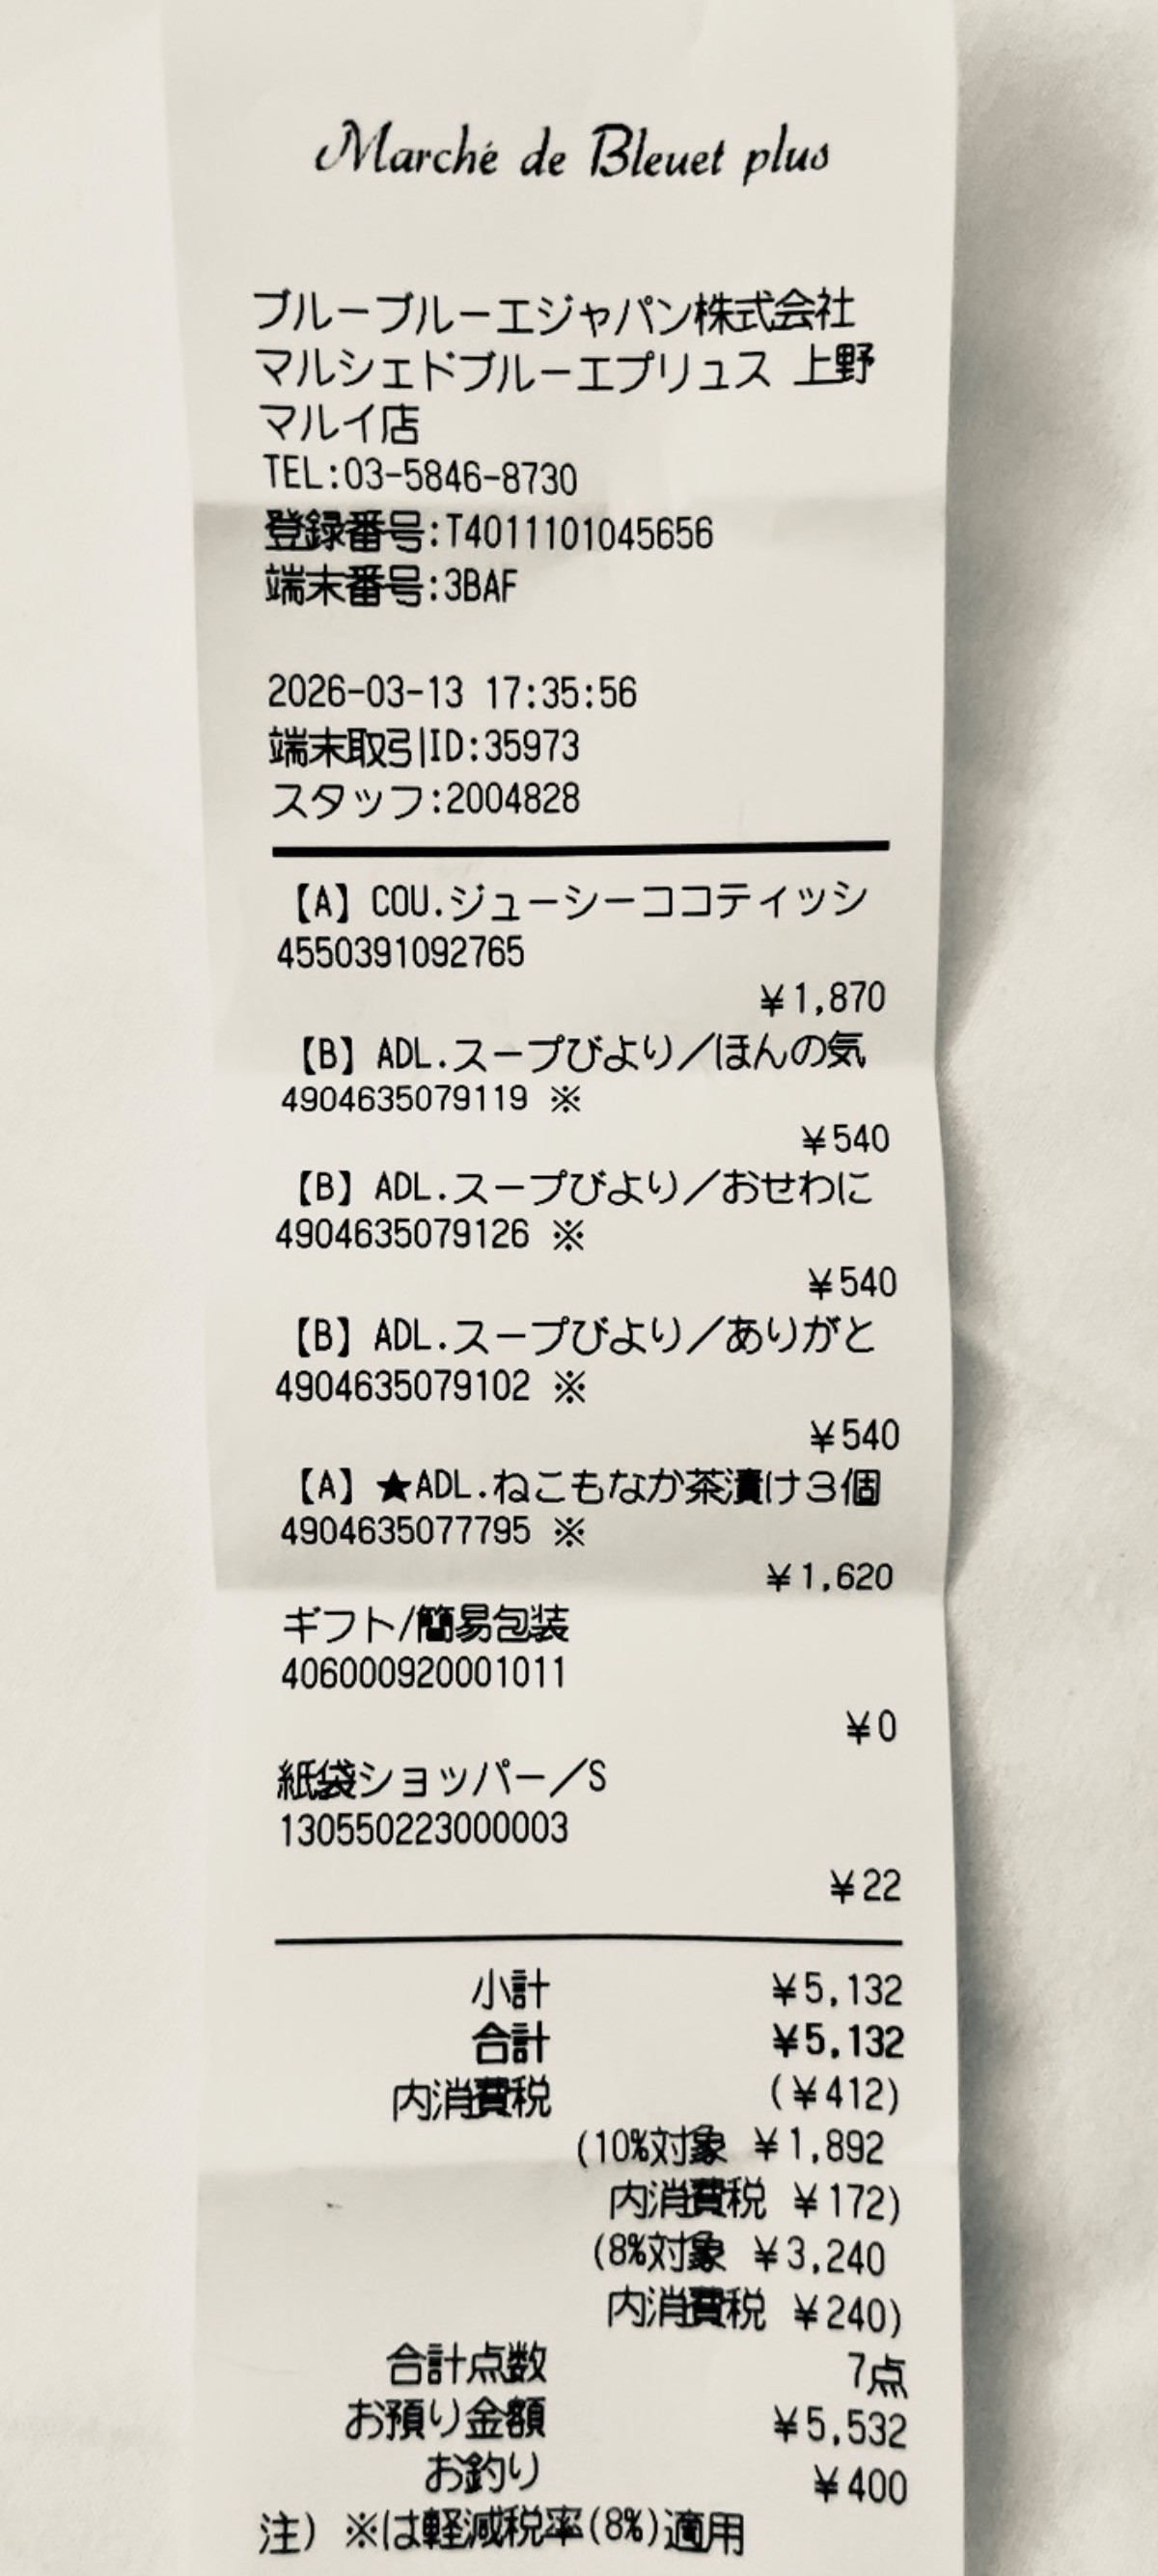 Marché de Bleuet plus
ブルーブルーエジャパン株式会社
マルシェドブルーエプリュス 上野
マルイ店
TEL:03-5846-8730
登録番号:T4011101045656
端末番号:3BAF
2026-03-13 17:35:56
端末取引ID:35973
スタッフ:2004828
【A】COU.ジューシーココティッシ
4550391092765
¥1,870
【B】ADL.スープびより／ほんの気
4904635079119 ※
¥540
【B】ADL.スープびより／おせわに
4904635079126 ※
¥540
【B】ADL.スープびより／ありがと
4904635079102 ※
¥540
【A】★ADL.ねこもなか茶漬け３個
4904635077795 ※
¥1,620
ギフト/簡易包装
406000920001011
¥0
紙袋ショッパー／S
130550223000003
¥22
小計 ¥5,132
合計 ¥5,132
内消費税 (¥412)
(10%対象 ¥1,892
内消費税 ¥172)
(8%対象 ¥3,240
内消費税 ¥240)
合計点数 7点
お預り金額 ¥5,532
お釣り ¥400
注) ※は軽減税率(8%)適用